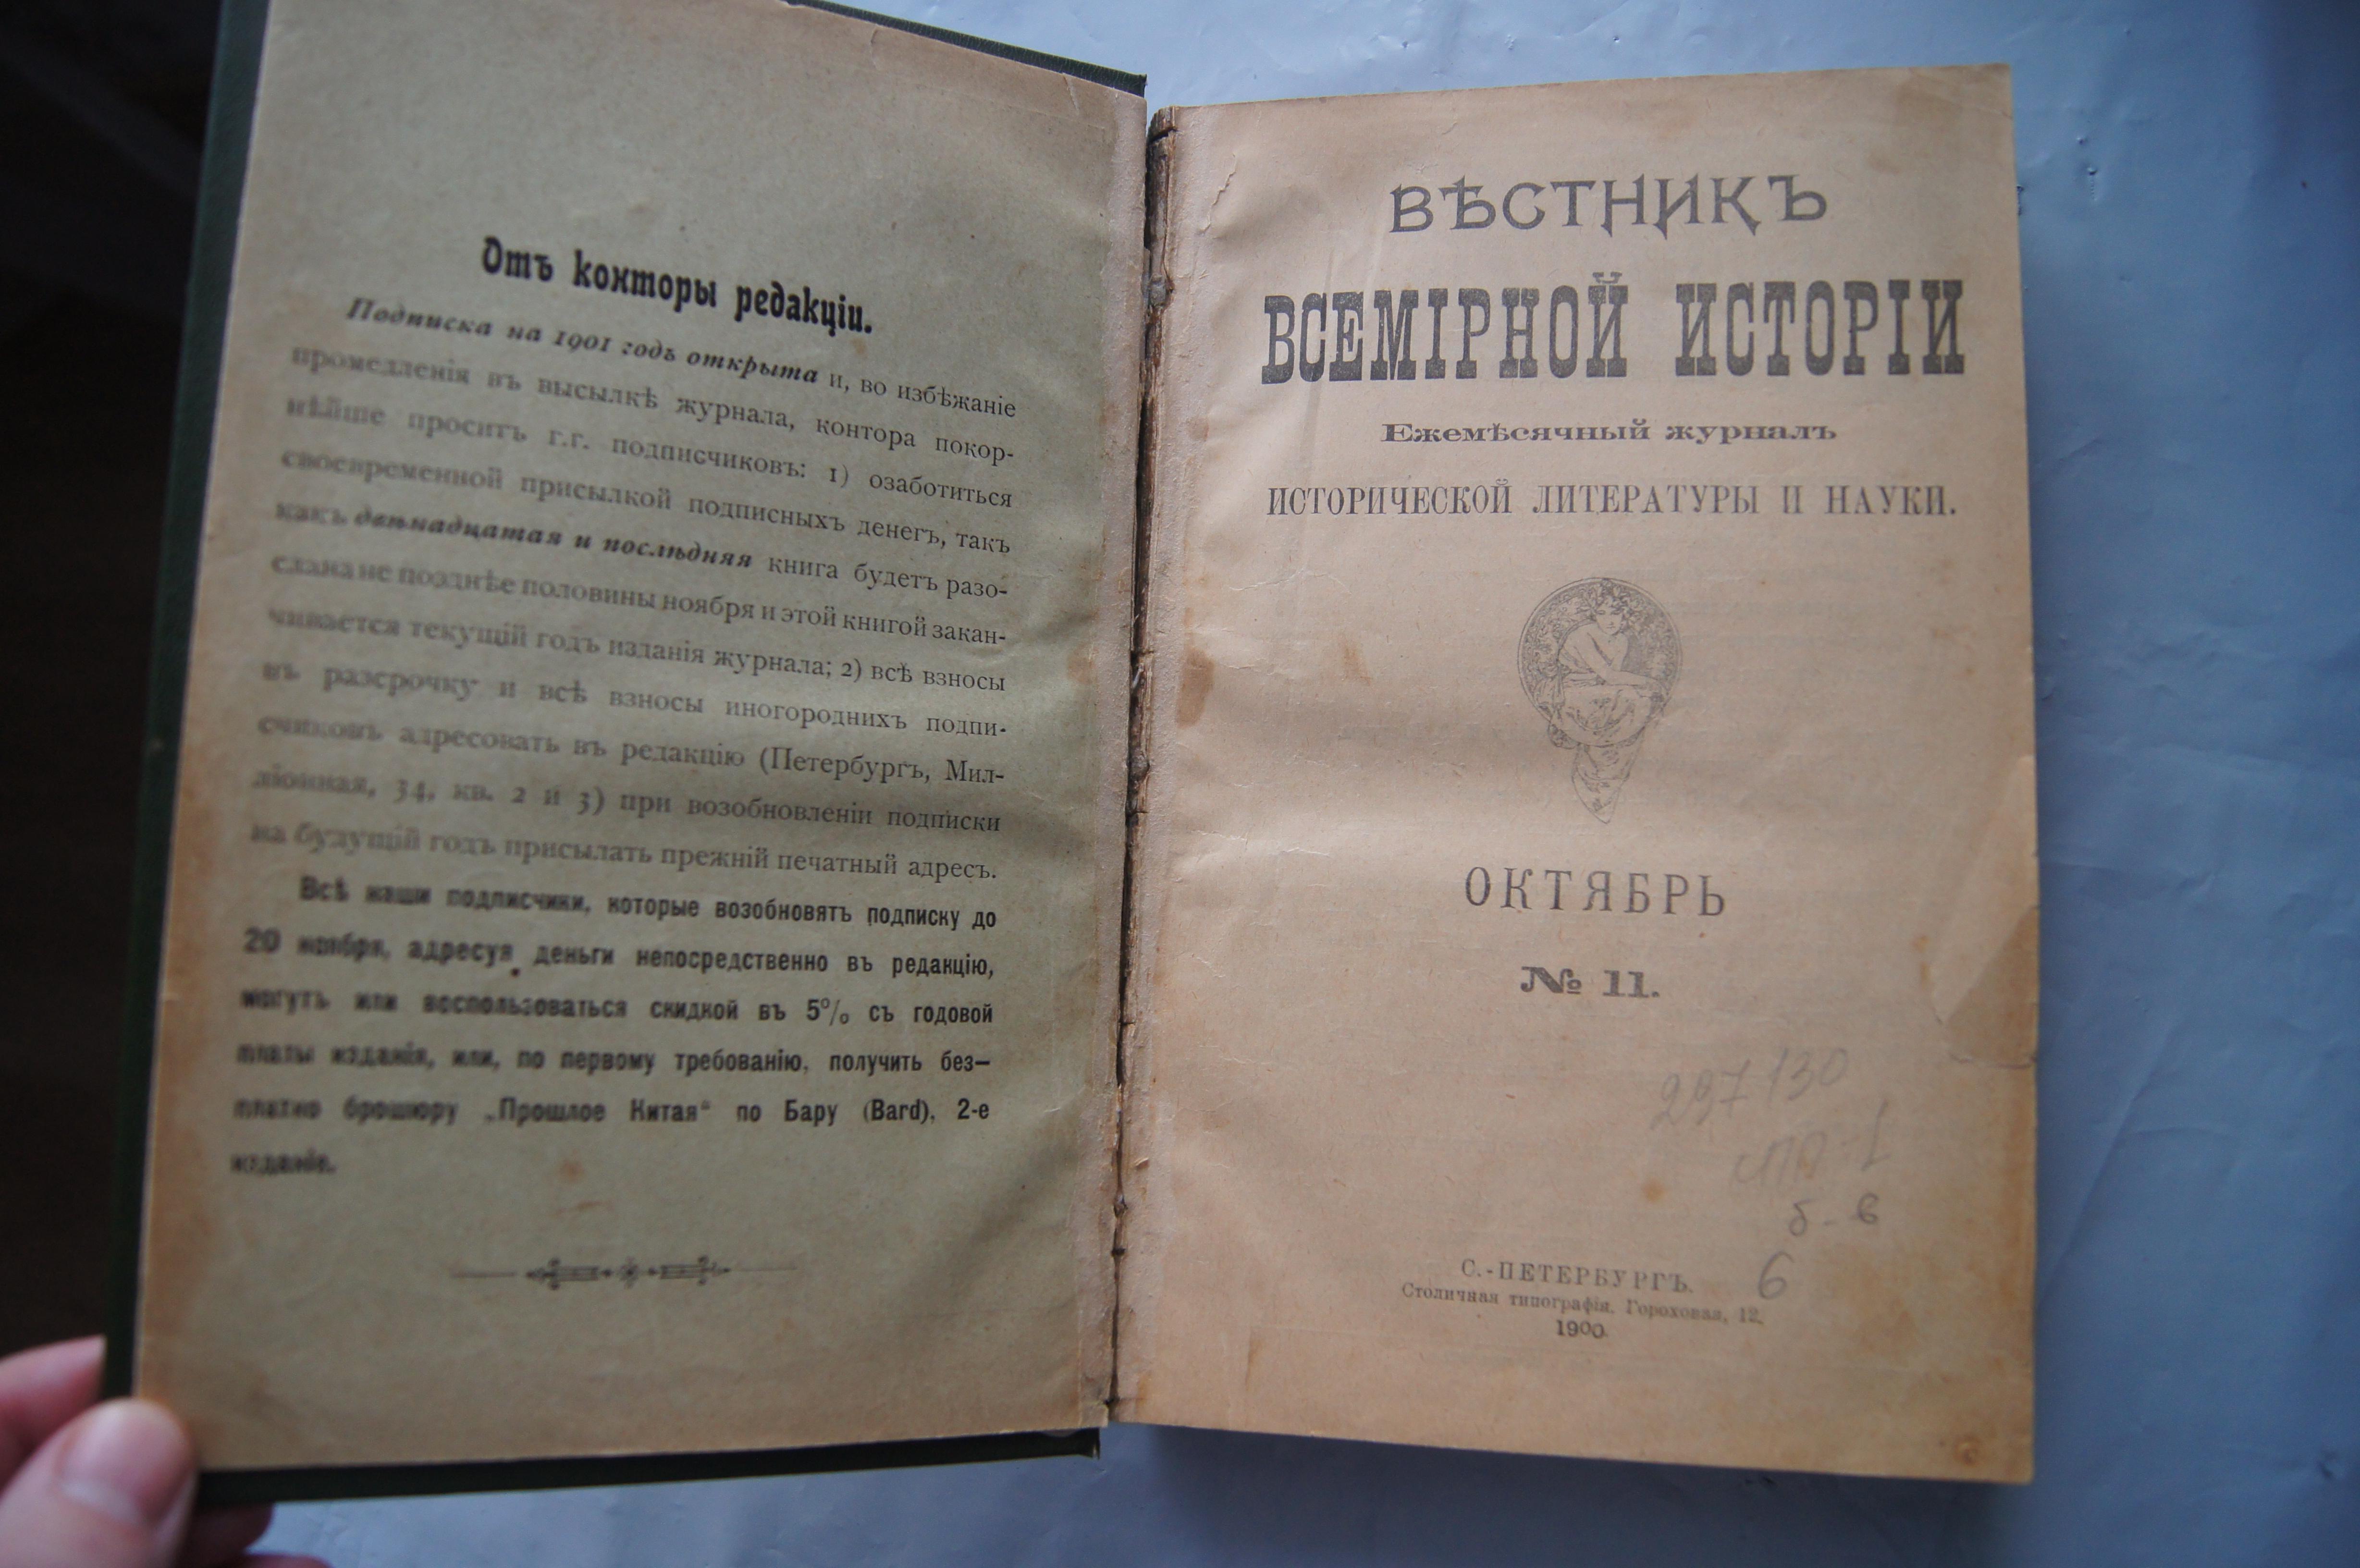 Отъ конторы редакціи.
Подписка на 1901 годъ открыта и, во избѣжаніе
промедленія въ высылкѣ журнала, контора покор-
нѣйше проситъ г.г. подписчиковъ: 1) озаботиться
своевременной присылкой подписныхъ денегъ, такъ
какъ двѣнадцатая и послѣдняя книга будетъ разо-
слана не позднѣе половины ноября и этой книгой закан-
чивается текущій годъ изданія журнала; 2) всѣ взносы
въ разсрочку и всѣ взносы иногороднихъ подпи-
счиковъ адресовать въ редакцію (Петербургъ, Мил-
ліонная, 34, кв. 2 и 3) при возобновленіи подписки
на будущій годъ присылать прежній печатный адресъ.
Всѣ наши подписчики, которые возобновятъ подписку до
20 ноября, адресуя деньги непосредственно въ редакцію,
могутъ или воспользоваться скидкой въ 5% съ годовой
платы изданія, или, по первому требованію, получить без-
платно брошюру „Прошлое Китая“ по Бару (Bard), 2-е
изданіе.
ВѢСТНИКЪ
ВСЕМІРНОЙ ИСТОРІИ
Ежемѣсячный журналъ
ИСТОРИЧЕСКОЙ ЛИТЕРАТУРЫ И НАУКИ.
ОКТЯБРЬ
№ 11.
297130
б-в
6
С.-ПЕТЕРБУРГЪ.
Столичная типографія. Гороховая, 12.
1900.